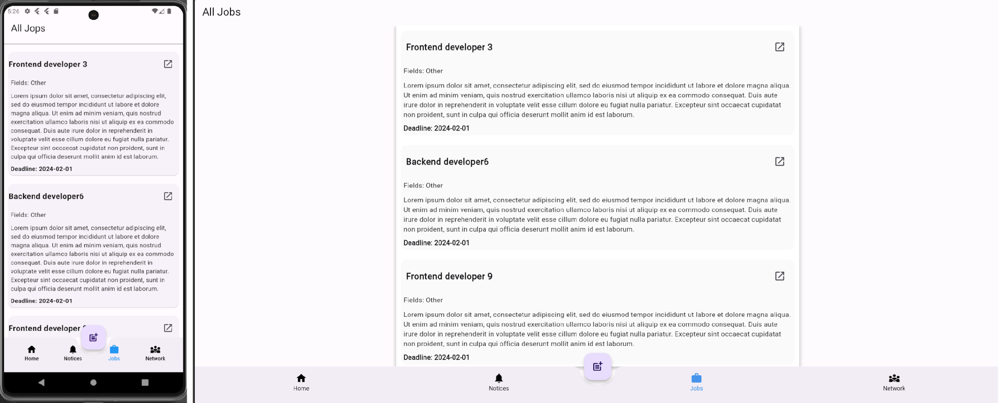 5:26
All Jops
Frontend developer 3
Fields: Other
Lorem ipsum dolor sit amet, consectetur adipiscing elit,
sed do eiusmod tempor incididunt ut labore et dolore
magna aliqua. Ut enim ad minim veniam, quis nostrud
exercitation ullamco laboris nisi ut aliquip ex ea commodo
consequat. Duis aute irure dolor in reprehenderit in
voluptate velit esse cillum dolore eu fugiat nulla pariatur.
Excepteur sint occaecat cupidatat non proident, sunt in
culpa qui officia deserunt mollit anim id est laborum.
Deadline: 2024-02-01
Backend developer6
Fields: Other
Lorem ipsum dolor sit amet, consectetur adipiscing elit,
sed do eiusmod tempor incididunt ut labore et dolore
magna aliqua. Ut enim ad minim veniam, quis nostrud
exercitation ullamco laboris nisi ut aliquip ex ea commodo
consequat. Duis aute irure dolor in reprehenderit in
voluptate velit esse cillum dolore eu fugiat nulla pariatur.
Excepteur sint occaecat cupidatat non proident, sunt in
culpa qui officia deserunt mollit anim id est laborum.
Deadline: 2024-02-01
Frontend developer
Home
Notices
Jobs
Network
All Jobs
Frontend developer 3
Fields: Other
Lorem ipsum dolor sit amet, consectetur adipiscing elit, sed do eiusmod tempor incididunt ut labore et dolore magna aliqua.
Ut enim ad minim veniam, quis nostrud exercitation ullamco laboris nisi ut aliquip ex ea commodo consequat. Duis aute
irure dolor in reprehenderit in voluptate velit esse cillum dolore eu fugiat nulla pariatur. Excepteur sint occaecat cupidatat
non proident, sunt in culpa qui officia deserunt mollit anim id est laborum.
Deadline: 2024-02-01
Backend developer6
Fields: Other
Lorem ipsum dolor sit amet, consectetur adipiscing elit, sed do eiusmod tempor incididunt ut labore et dolore magna aliqua.
Ut enim ad minim veniam, quis nostrud exercitation ullamco laboris nisi ut aliquip ex ea commodo consequat. Duis aute
irure dolor in reprehenderit in voluptate velit esse cillum dolore eu fugiat nulla pariatur. Excepteur sint occaecat cupidatat
non proident, sunt in culpa qui officia deserunt mollit anim id est laborum.
Deadline: 2024-02-01
Frontend developer 9
Fields: Other
Lorem ipsum dolor sit amet, consectetur adipiscing elit, sed do eiusmod tempor incididunt ut labore et dolore magna aliqua.
Ut enim ad minim veniam, quis nostrud exercitation ullamco laboris nisi ut aliquip ex ea commodo consequat. Duis aute
irure dolor in reprehenderit in voluptate velit esse cillum dolore eu fugiat nulla pariatur. Excepteur sint occaecat cupidatat
non proident, sunt in culpa qui officia deserunt mollit anim id est laborum.
Deadline: 2024-02-01
Home
Notices
Jobs
Network